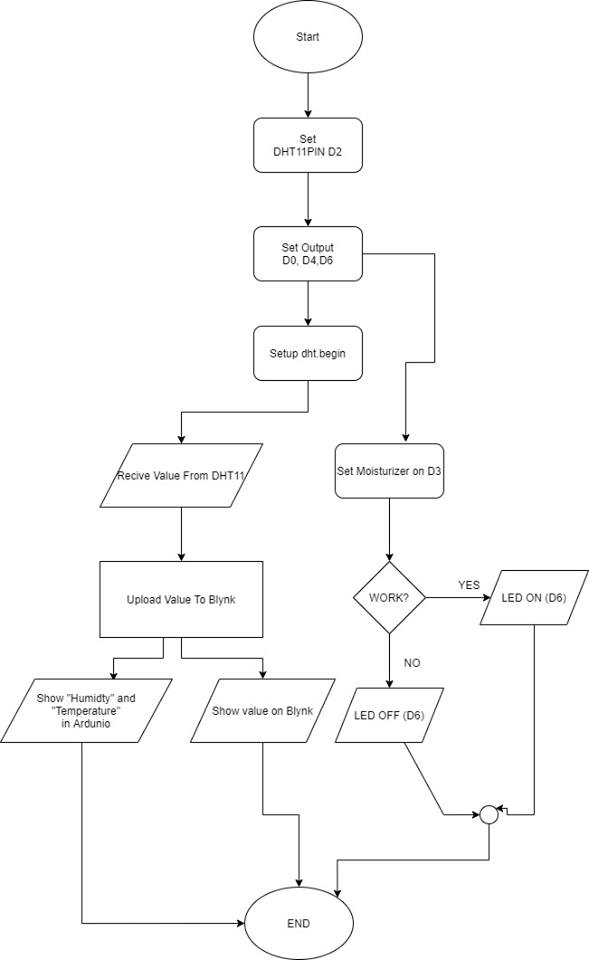 Start
Set
DHT11PIN D2
Set Output
D0, D4,D6
Setup dht.begin
Recive Value From DHT11
Set Moisturizer on D3
Upload Value To Blynk
WORK?
YES
LED ON (D6)
NO
Show "Humidty" and
"Temperature"
in Ardunio
Show value on Blynk
LED OFF (D6)
END